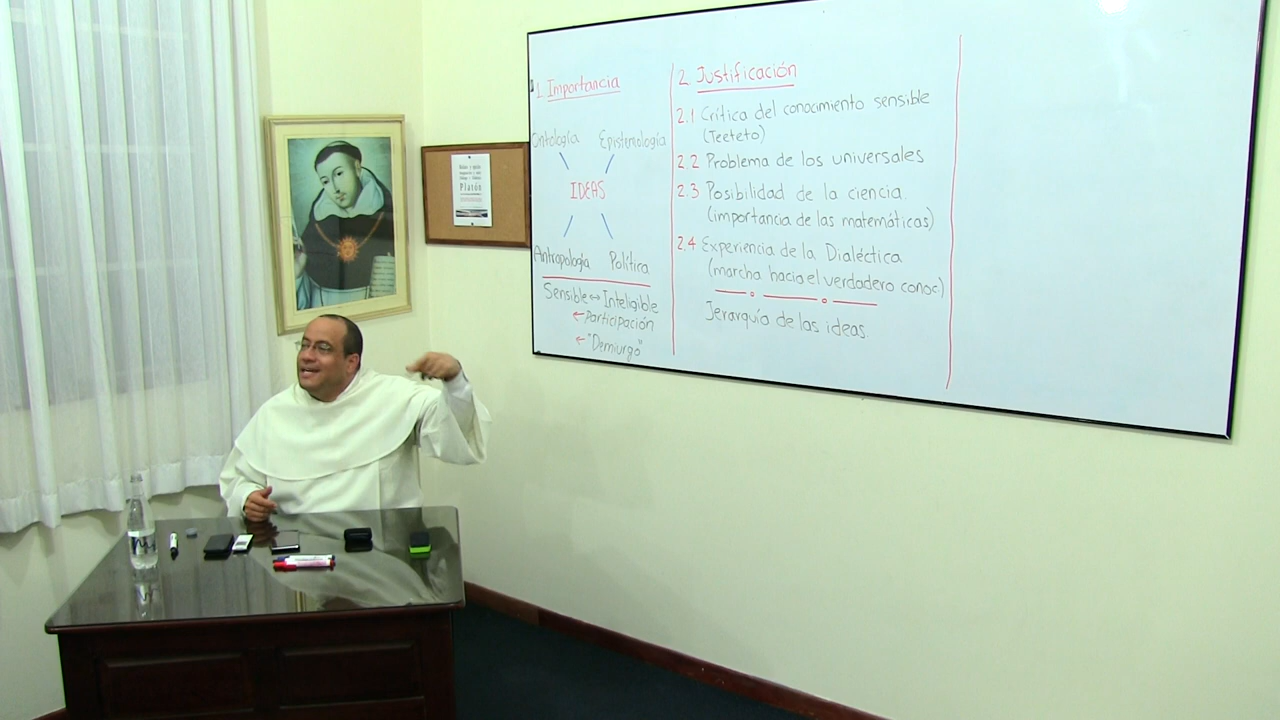 1. Importancia
Ontología Epistemología
IDEAS
Antropología Política
Sensible ↔ Inteligible
← Participación
← "Demiurgo"
2. Justificación
2.1 Crítica del conocimiento sensible
(Teeteto)
2.2 Problema de los universales
2.3 Posibilidad de la ciencia.
(importancia de las matemáticas)
2.4 Experiencia de la Dialéctica
(marcha hacia el verdadero conoc.)
Jerarquía de las ideas.
Platón